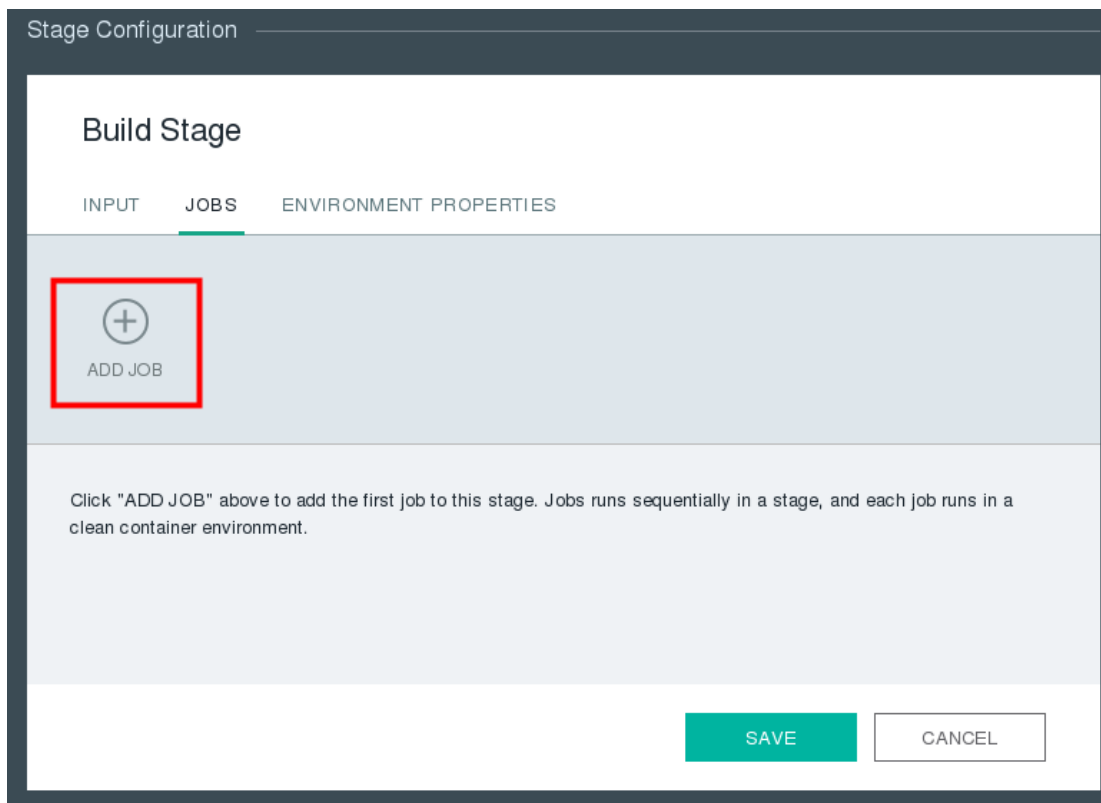 Stage Configuration
Build Stage
INPUT JOBS ENVIRONMENT PROPERTIES
ADD JOB
Click "ADD JOB" above to add the first job to this stage. Jobs runs sequentially in a stage, and each job runs in a
clean container environment.
SAVE CANCEL